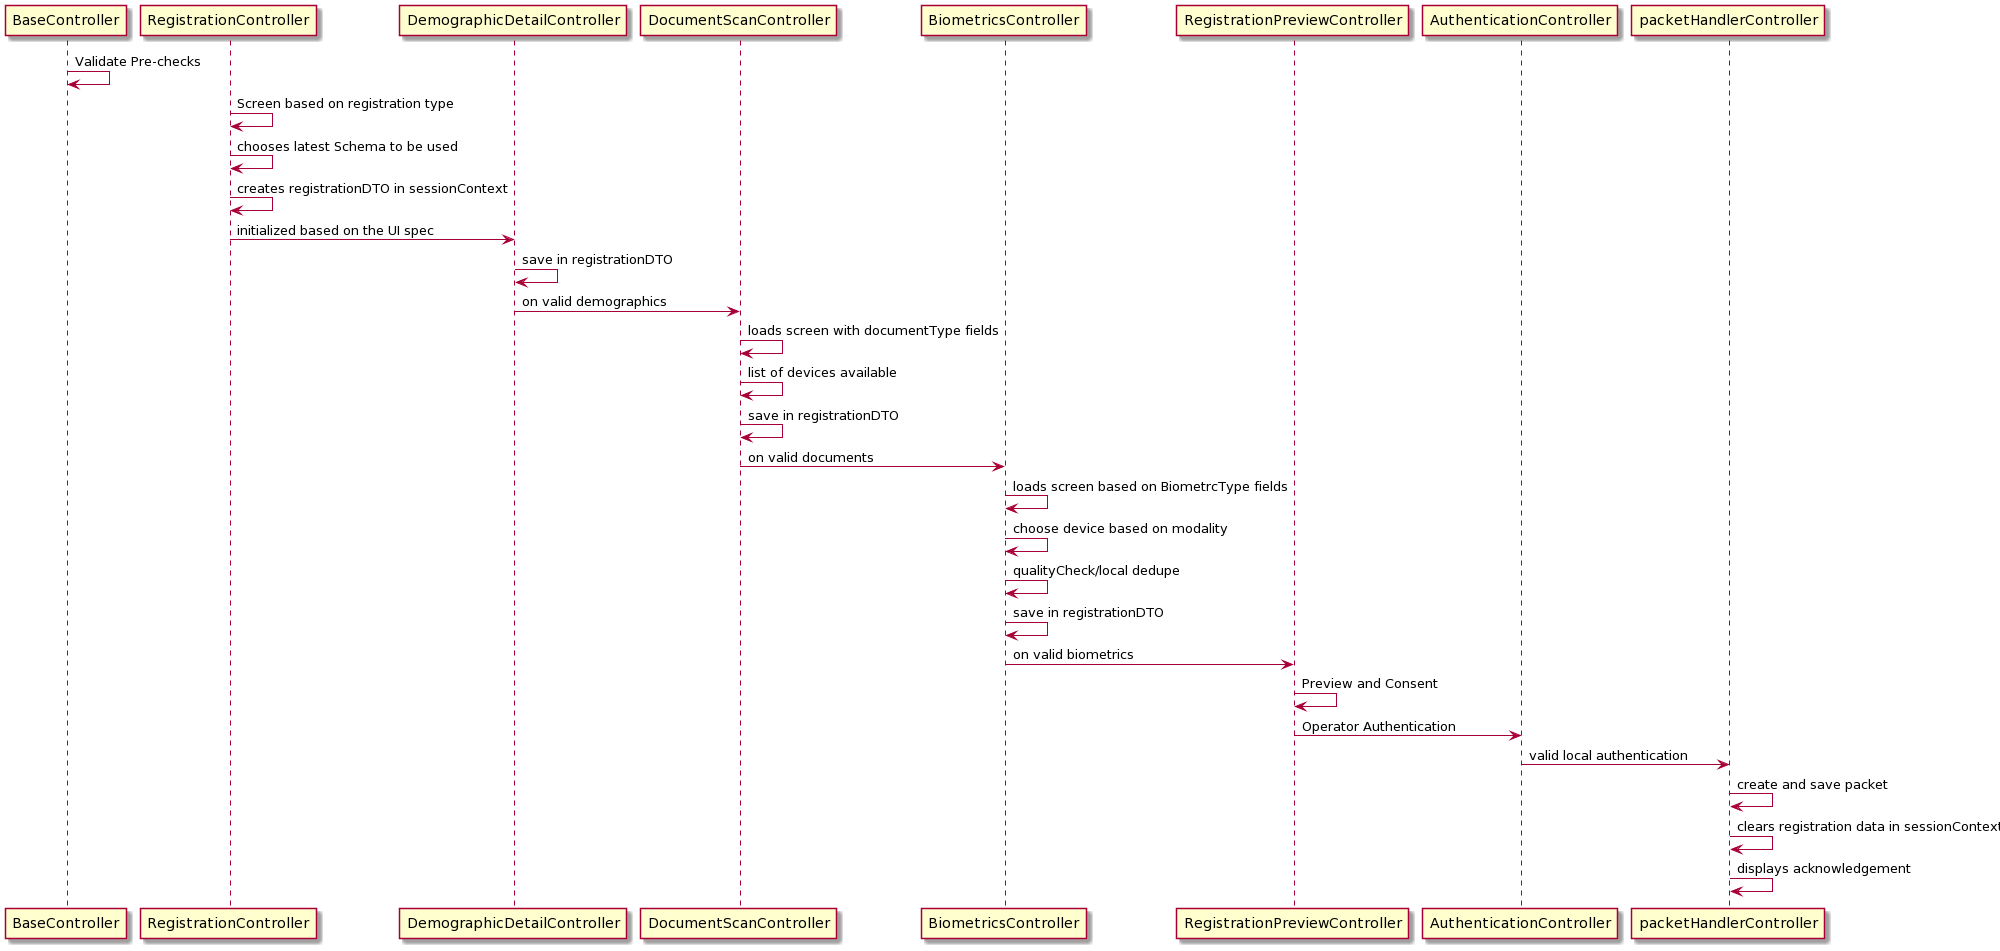 BaseController
RegistrationController
DemographicDetailController
DocumentScanController
BiometricsController
RegistrationPreviewController
AuthenticationController
packetHandlerController
Validate Pre-checks
Screen based on registration type
chooses latest Schema to be used
creates registrationDTO in sessionContext
initialized based on the UI spec
save in registrationDTO
on valid demographics
loads screen with documentType fields
list of devices available
save in registrationDTO
on valid documents
loads screen based on BiometrcType fields
choose device based on modality
qualityCheck/local dedupe
save in registrationDTO
on valid biometrics
Preview and Consent
Operator Authentication
valid local authentication
create and save packet
clears registration data in sessionContext
displays acknowledgement
BaseController
RegistrationController
DemographicDetailController
DocumentScanController
BiometricsController
RegistrationPreviewController
AuthenticationController
packetHandlerController